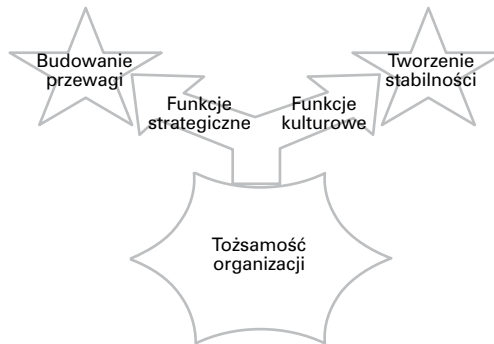 Budowanie
przewagi
Tworzenie
stabilności
Funkcje
strategiczne
Funkcje
kulturowe
Tożsamość
organizacji